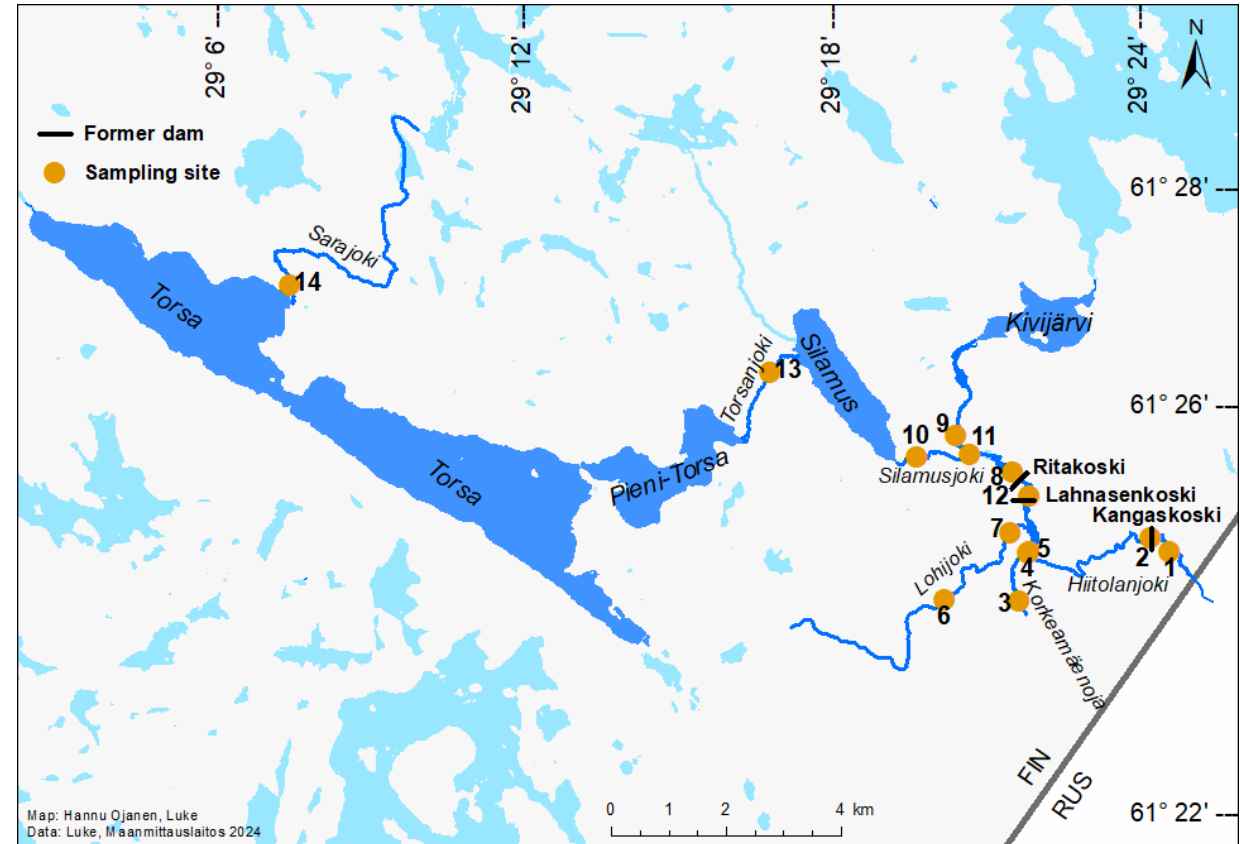 29° 6'
29° 12'
29° 18'
29° 24'
N
Former dam
Sampling site
61° 28'
Sarajoki
14
Torsa
Kivijärvi
Silamus
Torsanjoki
13
61° 26'
9
10
11
Silamusjoki
8
Ritakoski
Torsa
Pieni-Torsa
12
Lahnasenkoski
Kangaskoski
7
5
4
2
1
Hiitolanjoki
Lohijoki
6
3
Korkeamäenoja
FIN
RUS
0 1 2 4 km
61° 22'
Map: Hannu Ojanen, Luke
Data: Luke, Maanmittauslaitos 2024